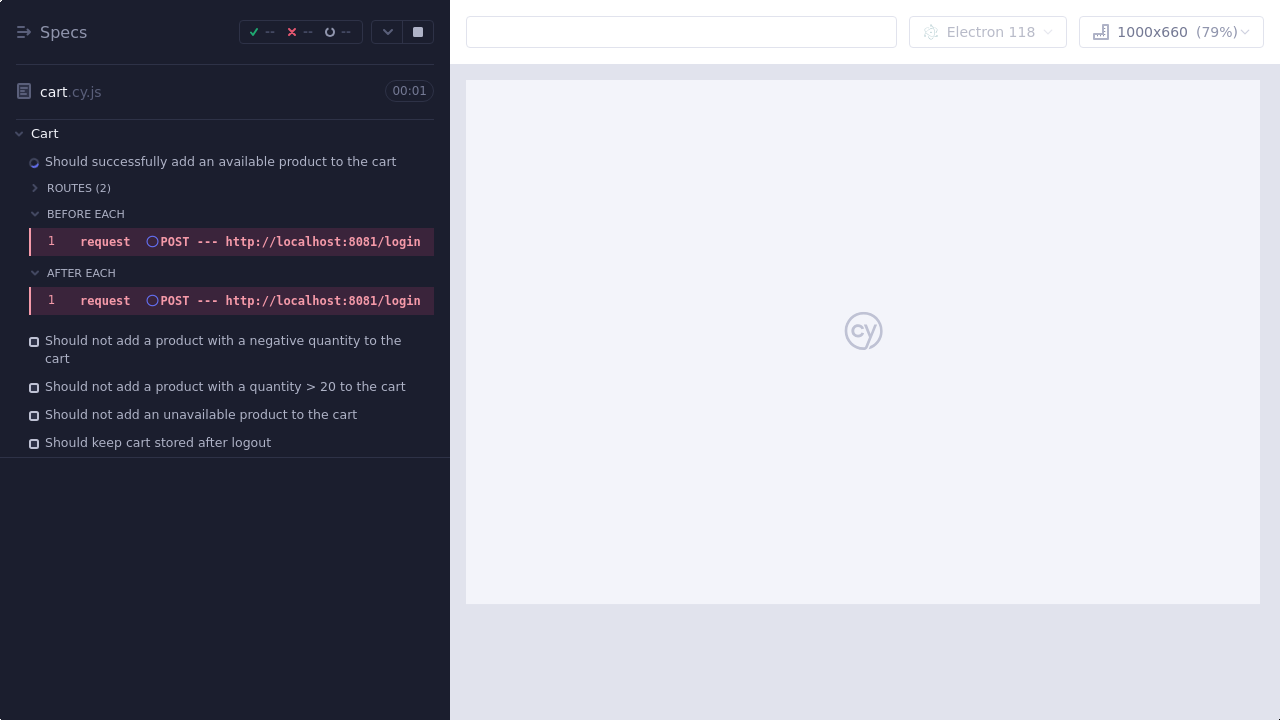 Specs
--
--
--
Electron 118
1000x660 (79%)
cart.cy.js
00:01
Cart
Should successfully add an available product to the cart
ROUTES (2)
BEFORE EACH
1 request POST --- http://localhost:8081/login
AFTER EACH
1 request POST --- http://localhost:8081/login
Should not add a product with a negative quantity to the
cart
Should not add a product with a quantity > 20 to the cart
Should not add an unavailable product to the cart
Should keep cart stored after logout
cy